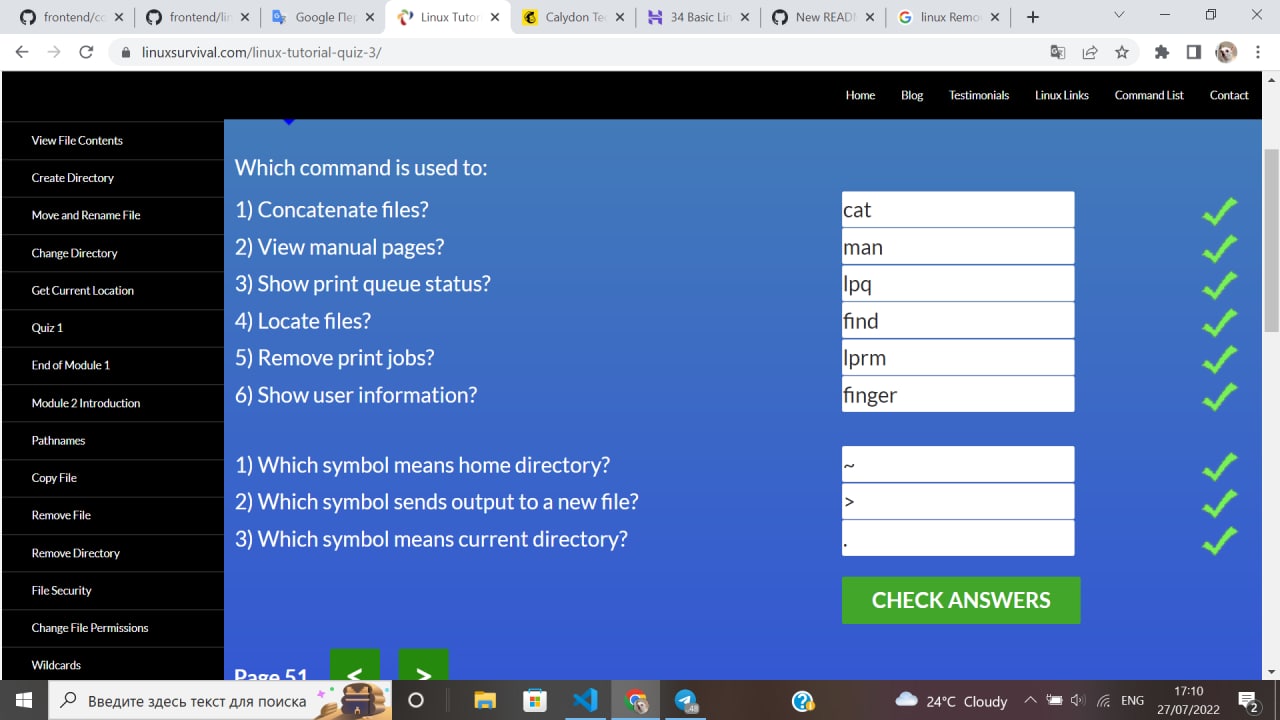 frontend/co
frontend/lin
Google Пер
Linux Tutor
Calydon Te
34 Basic Lin
New READ
linux Remo
linuxsurvival.com/linux-tutorial-quiz-3/
Home Blog Testimonials Linux Links Command List Contact
View File Contents
Create Directory
Move and Rename File
Change Directory
Get Current Location
Quiz 1
End of Module 1
Module 2 Introduction
Pathnames
Copy File
Remove File
Remove Directory
File Security
Change File Permissions
Wildcards
Which command is used to:
1) Concatenate files? cat
2) View manual pages? man
3) Show print queue status? lpq
4) Locate files? find
5) Remove print jobs? lprm
6) Show user information? finger
1) Which symbol means home directory? ~
2) Which symbol sends output to a new file? >
3) Which symbol means current directory? .
CHECK ANSWERS
Page 51 < >
Введите здесь текст для поиска
48
24°C Cloudy
ENG
17:10
27/07/2022
2